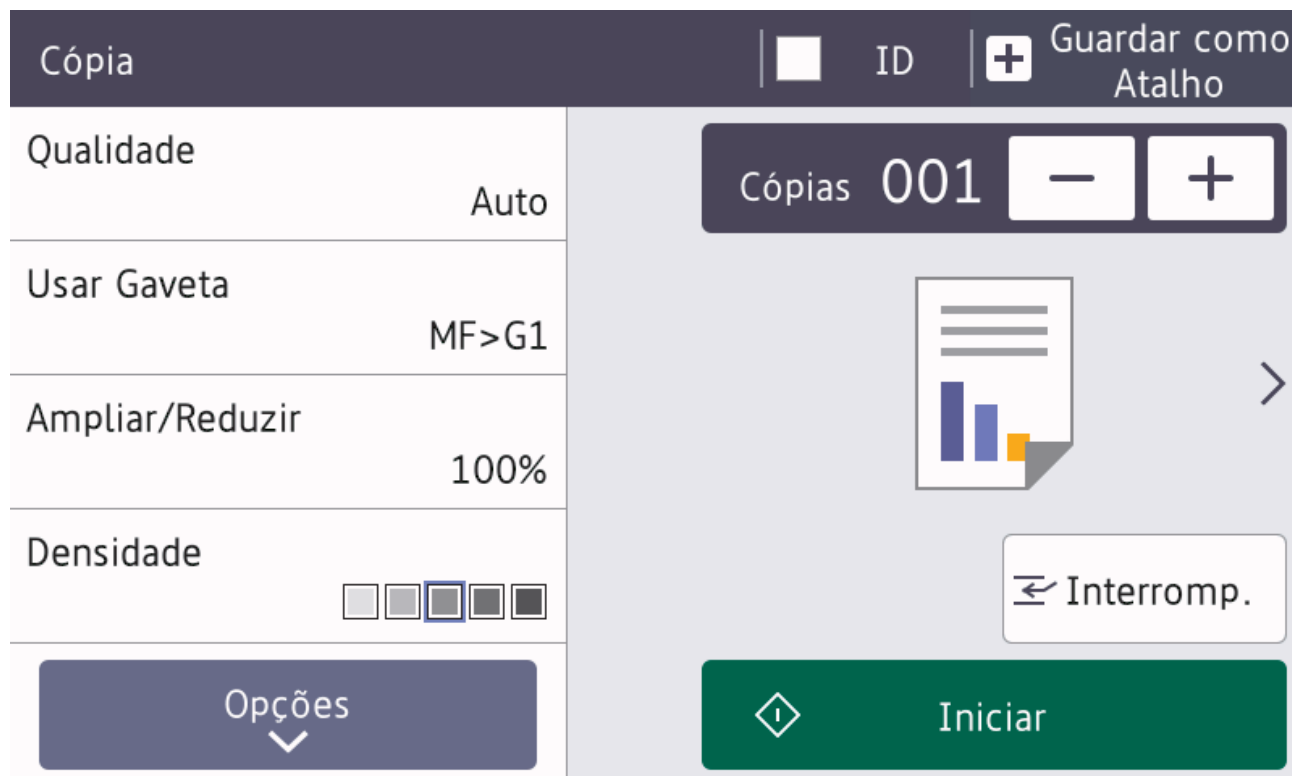 Cópia
ID
Guardar como
Atalho
Qualidade
Auto
Cópias 001
Usar Gaveta
MF>G1
Ampliar/Reduzir
100%
Densidade
Interromp.
Opções
Iniciar